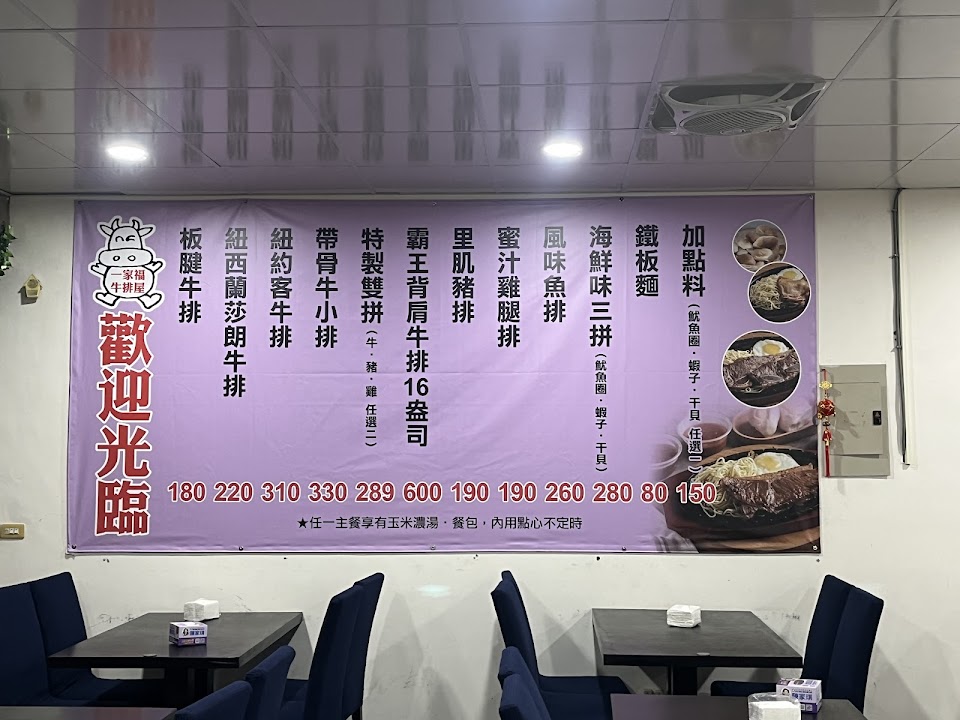 一家福
牛排屋
歡迎光臨
板腱牛排
180
紐西蘭莎朗牛排
220
紐約客牛排
310
帶骨牛小排
330
特製雙拼(牛．豬．雞 任選二)
289
霸王背肩牛排16盎司
600
里肌豬排
190
蜜汁雞腿排
190
風味魚排
260
海鮮味三拼(魷魚圈．蝦子．干貝)
280
鐵板麵
80
加點料(魷魚圈．蝦子．干貝 任選一)
150
★任一主餐享有玉米濃湯．餐包，內用點心不定時